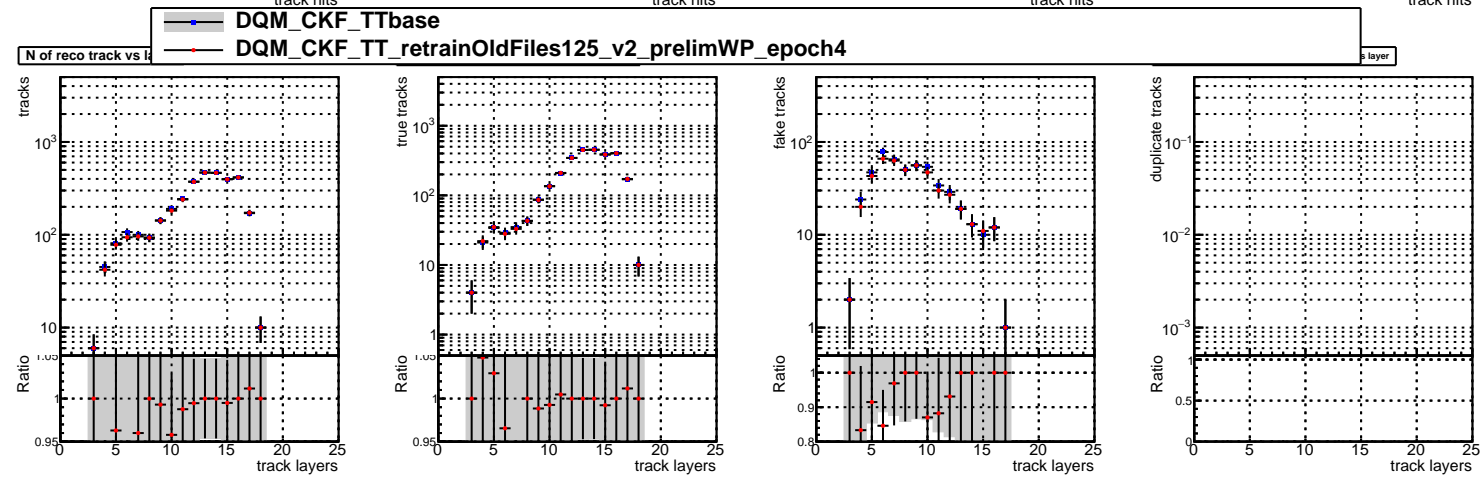 track hits track hits track hits track hits
DQM_CKF_TTbase
DQM_CKF_TT_retrainOldFiles125_v2_prelimWP_epoch4
N of reco track vs la
s layer
tracks
10³
10²
10
Ratio
1.05
1
0.95
0 5 10 15 20 25
track layers
true tracks
10³
10²
10
1
Ratio
1.05
1
0.95
0 5 10 15 20 25
track layers
fake tracks
10²
10
1
Ratio
1
0.9
0.8
0 5 10 15 20 25
track layers
duplicate tracks
10⁻¹
10⁻²
10⁻³
Ratio
1
0.5
0
0 5 10 15 20 25
track layers